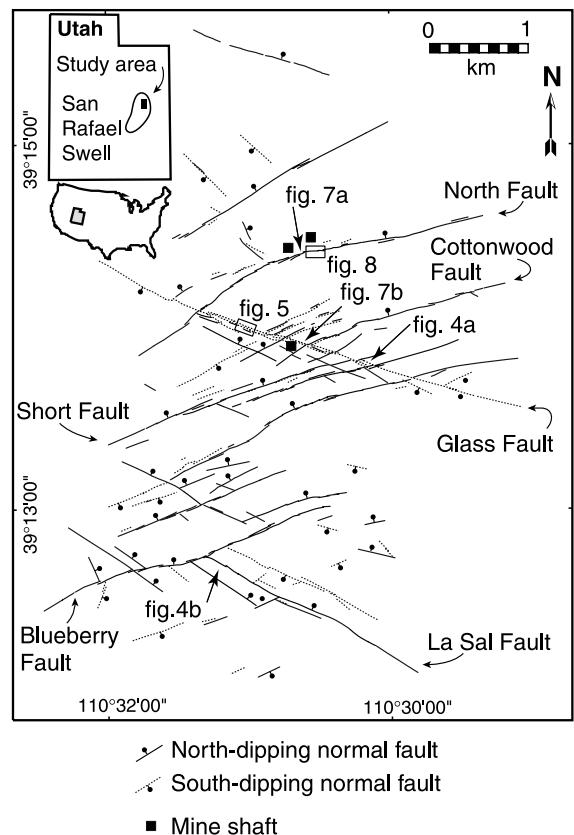 Utah
Study area
San
Rafael
Swell
0 1
km
N
39°15'00"
fig. 7a
North Fault
Cottonwood
Fault
fig. 8
fig. 5
fig. 7b
fig. 4a
Short Fault
Glass Fault
39°13'00"
fig.4b
Blueberry
Fault
La Sal Fault
110°32'00"
110°30'00"
North-dipping normal fault
South-dipping normal fault
Mine shaft